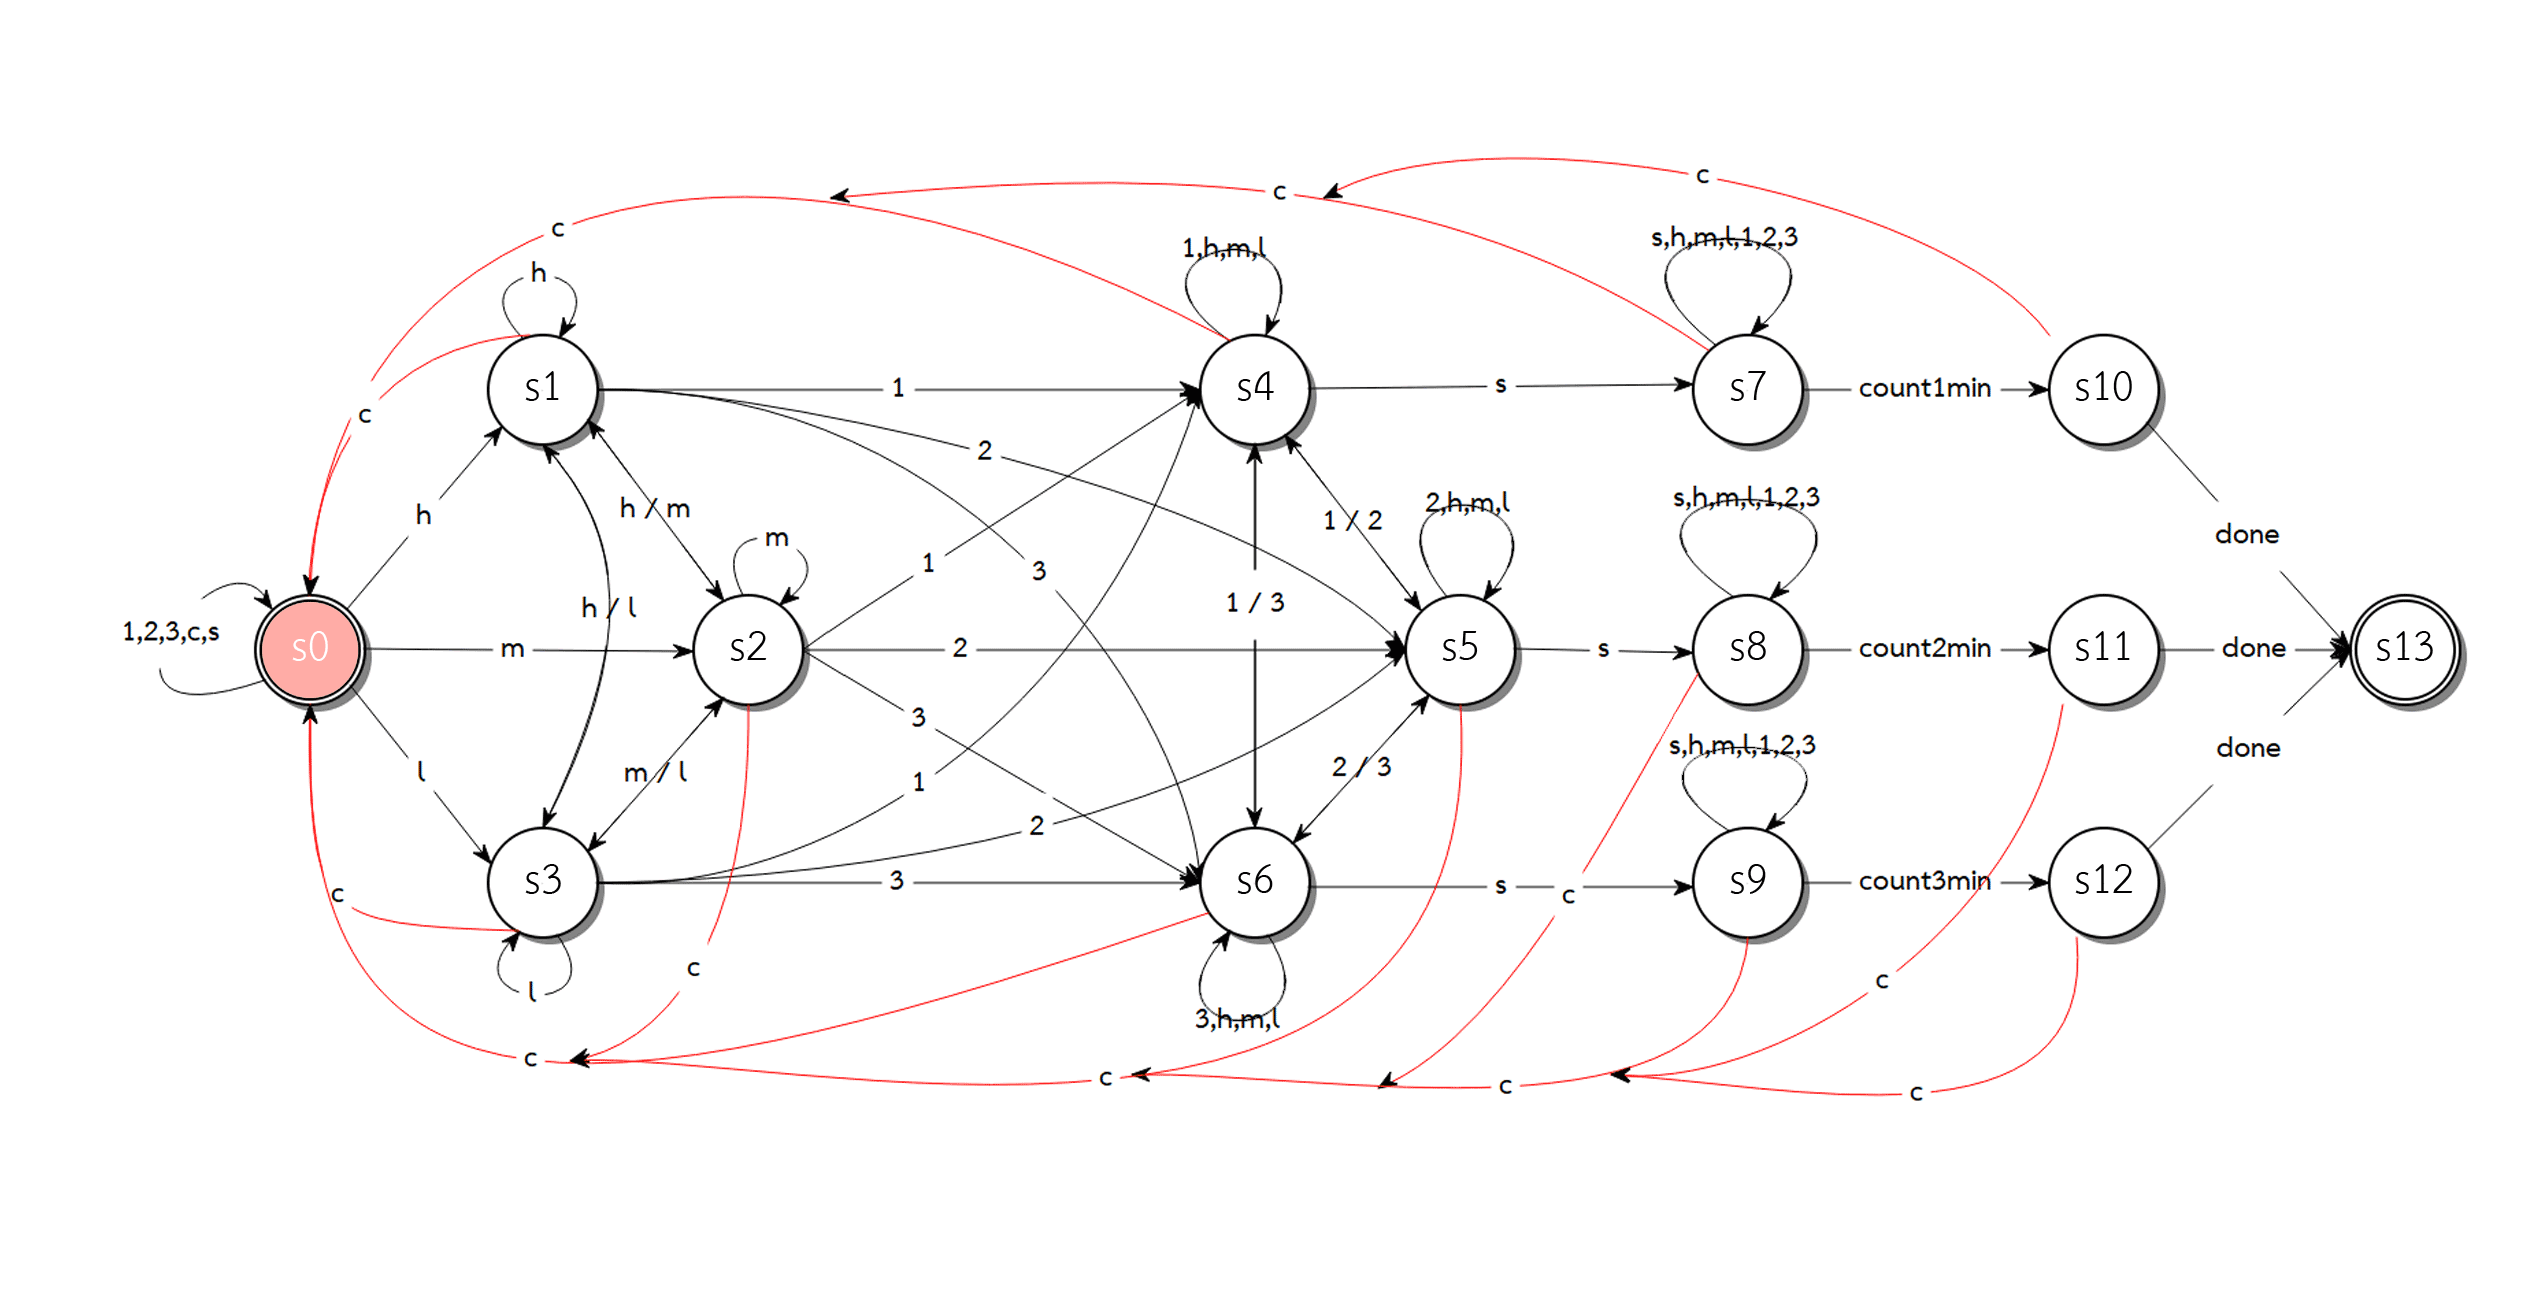 c
c
c
h
1,h,m,l
s,h,m,l,1,2,3
s1
1
s4
s
s7
count1min
s10
c
2
h
h / m
1 / 2
2,h,m,l
s,h,m,l,1,2,3
done
m
1
3
1,2,3,c,s
h / l
1 / 3
s0
m
s2
2
s5
s
s8
count2min
s11
done
s13
3
l
m / l
1
2 / 3
s,h,m,l,1,2,3
done
2
c
s3
3
s6
s
c
s9
count3min
s12
c
l
3,h,m,l
c
c
c
c
c